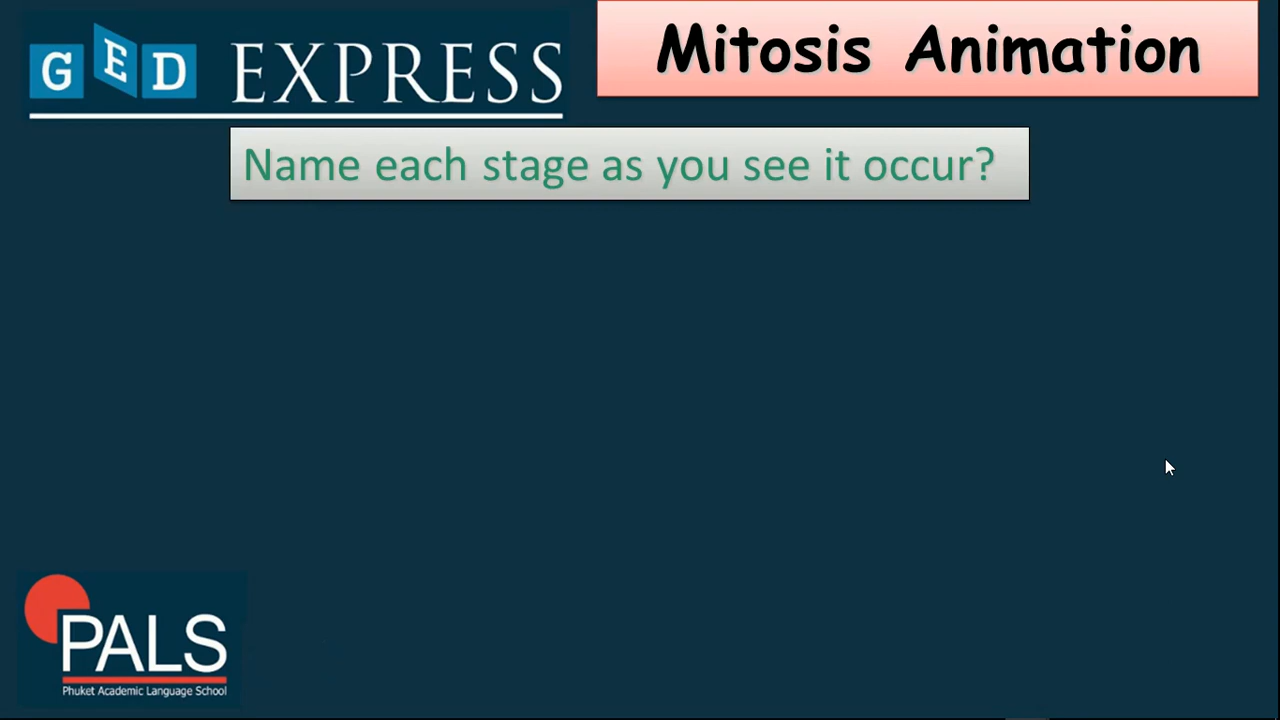 GED EXPRESS
Mitosis Animation
Name each stage as you see it occur?
PALS
Phuket Academic Language School